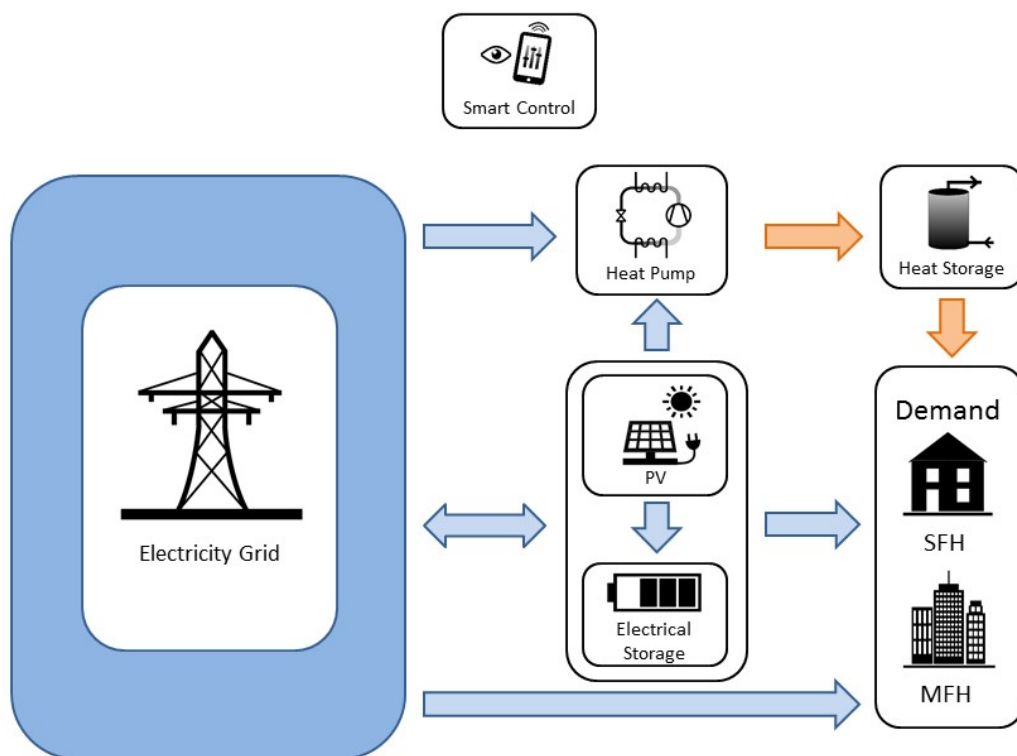 Smart Control
Heat Pump
Heat Storage
Electricity Grid
PV
Electrical
Storage
Demand
SFH
MFH